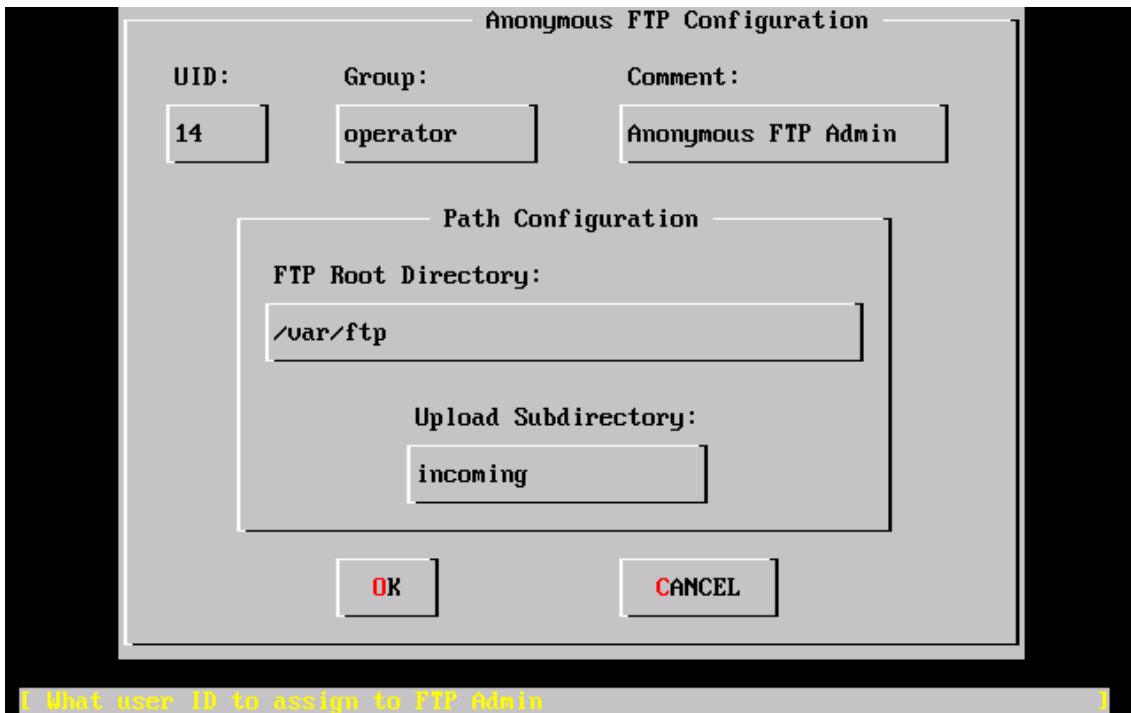 Anonymous FTP Configuration
UID: Group: Comment:
14 operator Anonymous FTP Admin
Path Configuration
FTP Root Directory:
/var/ftp
Upload Subdirectory:
incoming
OK CANCEL
[ What user ID to assign to FTP Admin ]